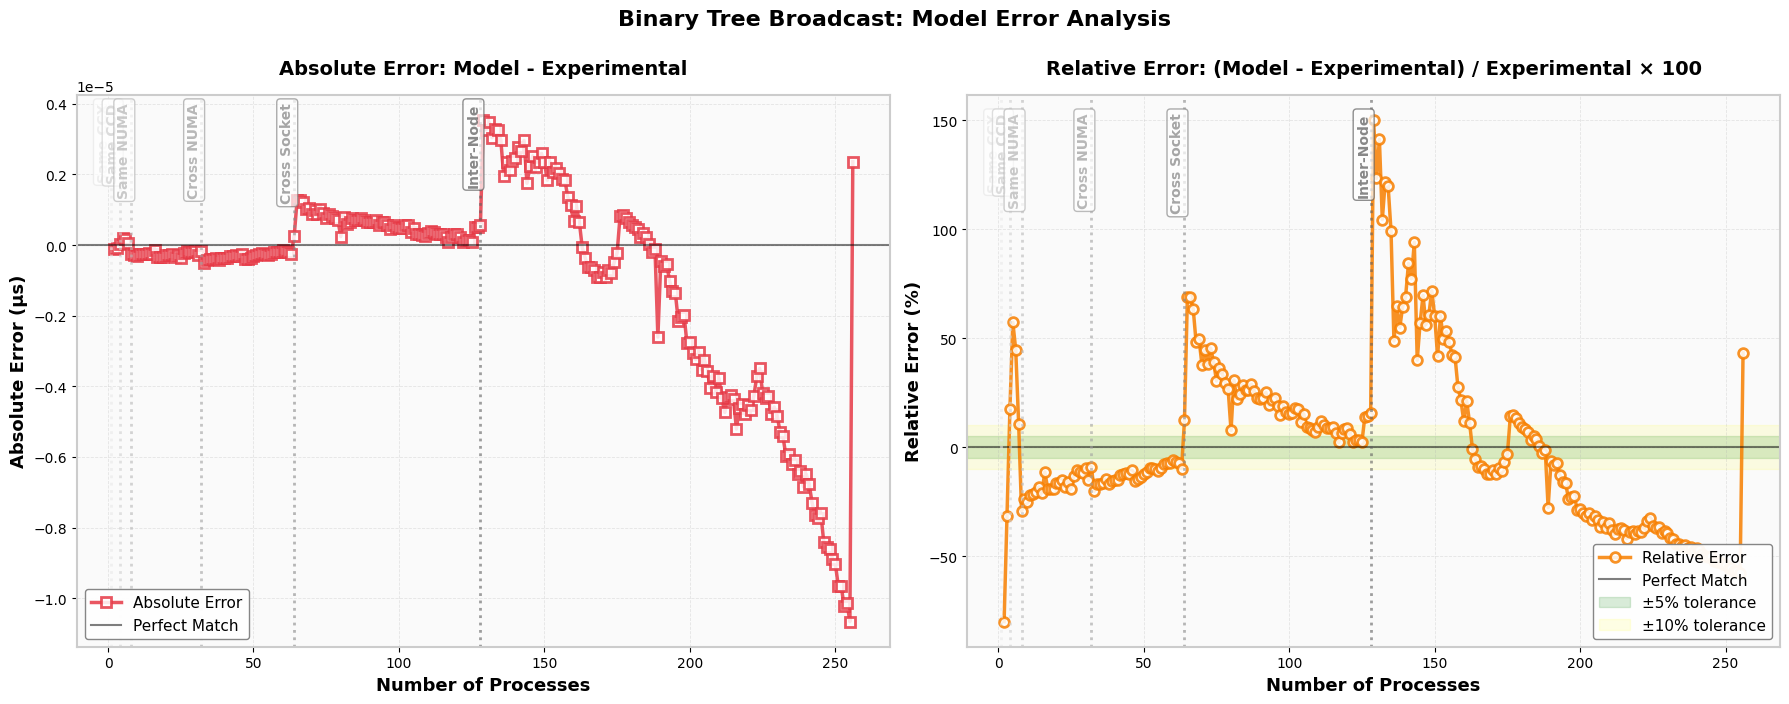 Binary Tree Broadcast: Model Error Analysis
Absolute Error: Model - Experimental
1e−5
0.4
0.2
0.0
−0.2
−0.4
−0.6
−0.8
−1.0
Absolute Error (µs)
Same CCD
Same NUMA
Cross NUMA
Cross Socket
Inter-Node
Absolute Error
Perfect Match
0 50 100 150 200 250
Number of Processes
Relative Error: (Model - Experimental) / Experimental × 100
150
100
50
0
−50
Relative Error (%)
Same CCD
Same NUMA
Cross NUMA
Cross Socket
Inter-Node
Relative Error
Perfect Match
±5% tolerance
±10% tolerance
0 50 100 150 200 250
Number of Processes